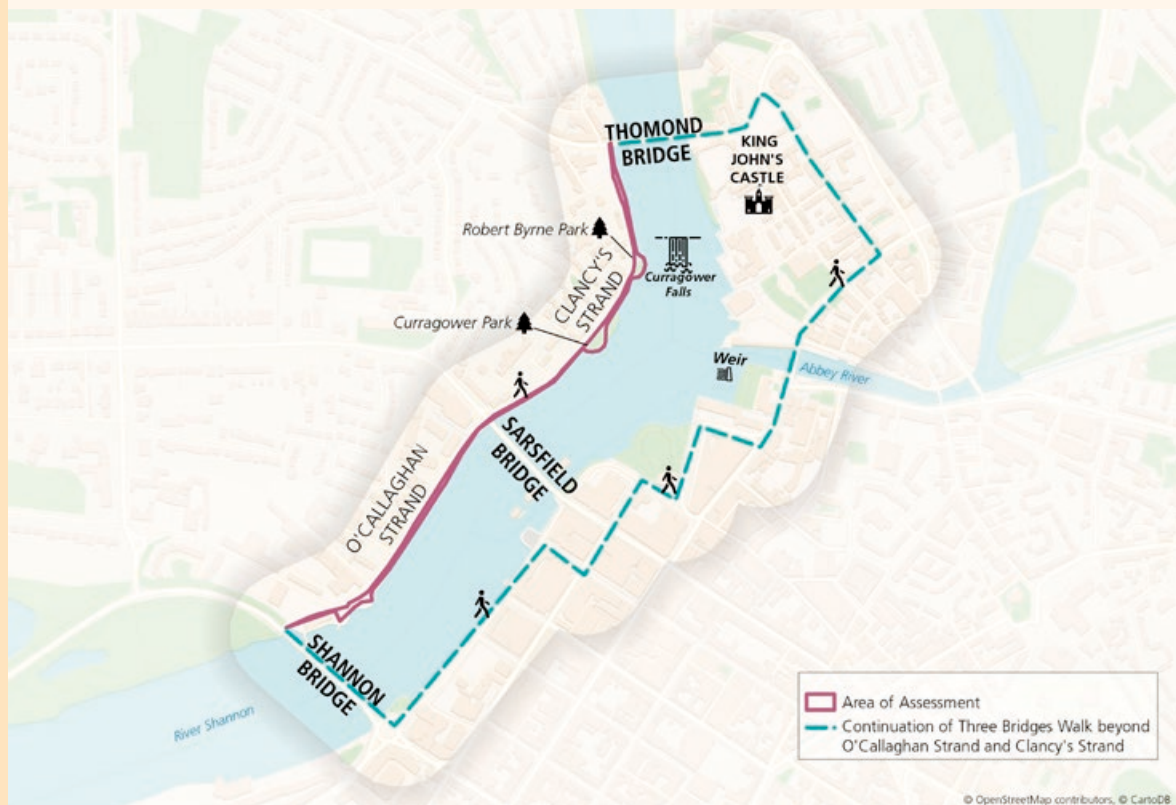 THOMOND
BRIDGE
KING
JOHN'S
CASTLE
Robert Byrne Park
Curragower
Falls
CLANCY'S
STRAND
Curragower Park
Weir
Abbey River
SARSFIELD
BRIDGE
O'CALLAGHAN
STRAND
SHANNON
BRIDGE
River Shannon
Area of Assessment
Continuation of Three Bridges Walk beyond
O'Callaghan Strand and Clancy's Strand
© OpenStreetMap contributors, © CartoDB